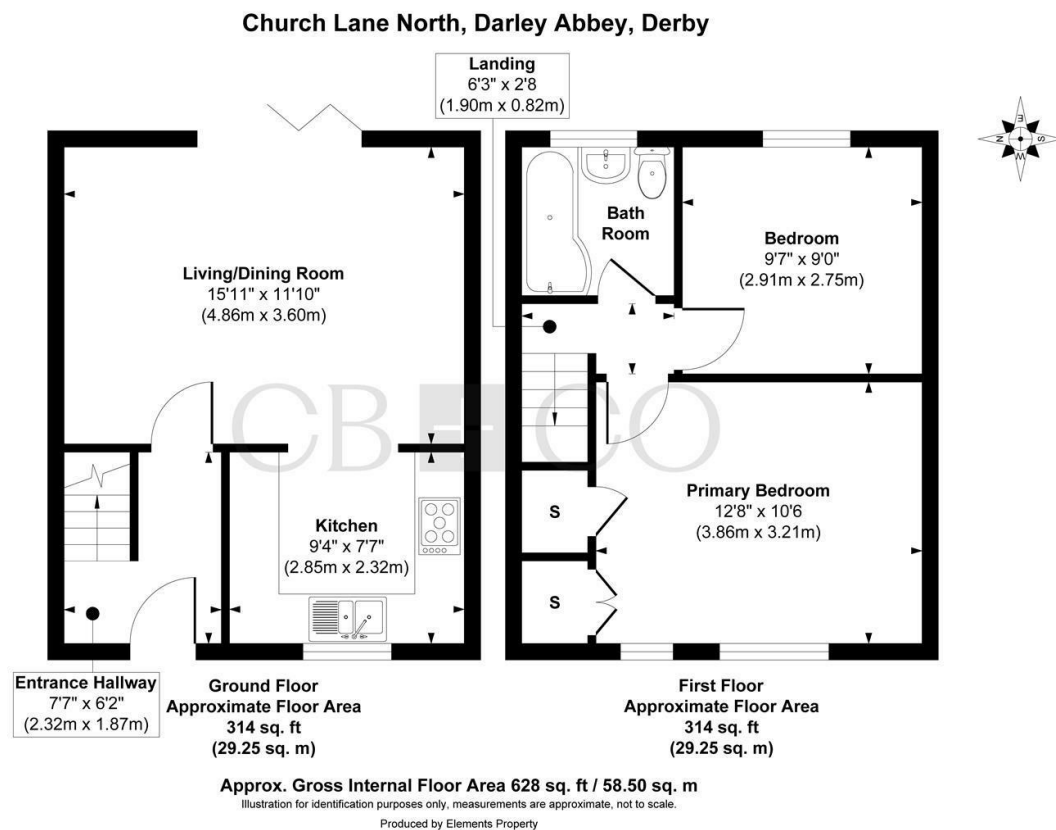 Church Lane North, Darley Abbey, Derby
Landing
6'3" x 2'8
(1.90m x 0.82m)
Living/Dining Room
15'11" x 11'10"
(4.86m x 3.60m)
Bath
Room
Bedroom
9'7" x 9'0"
(2.91m x 2.75m)
N
E
S
W
CB CO
Kitchen
9'4" x 7'7"
(2.85m x 2.32m)
Primary Bedroom
12'8" x 10'6
(3.86m x 3.21m)
S
S
Entrance Hallway
7'7" x 6'2"
(2.32m x 1.87m)
Ground Floor
Approximate Floor Area
314 sq. ft
(29.25 sq. m)
First Floor
Approximate Floor Area
314 sq. ft
(29.25 sq. m)
Approx. Gross Internal Floor Area 628 sq. ft / 58.50 sq. m
Illustration for identification purposes only, measurements are approximate, not to scale.
Produced by Elements Property